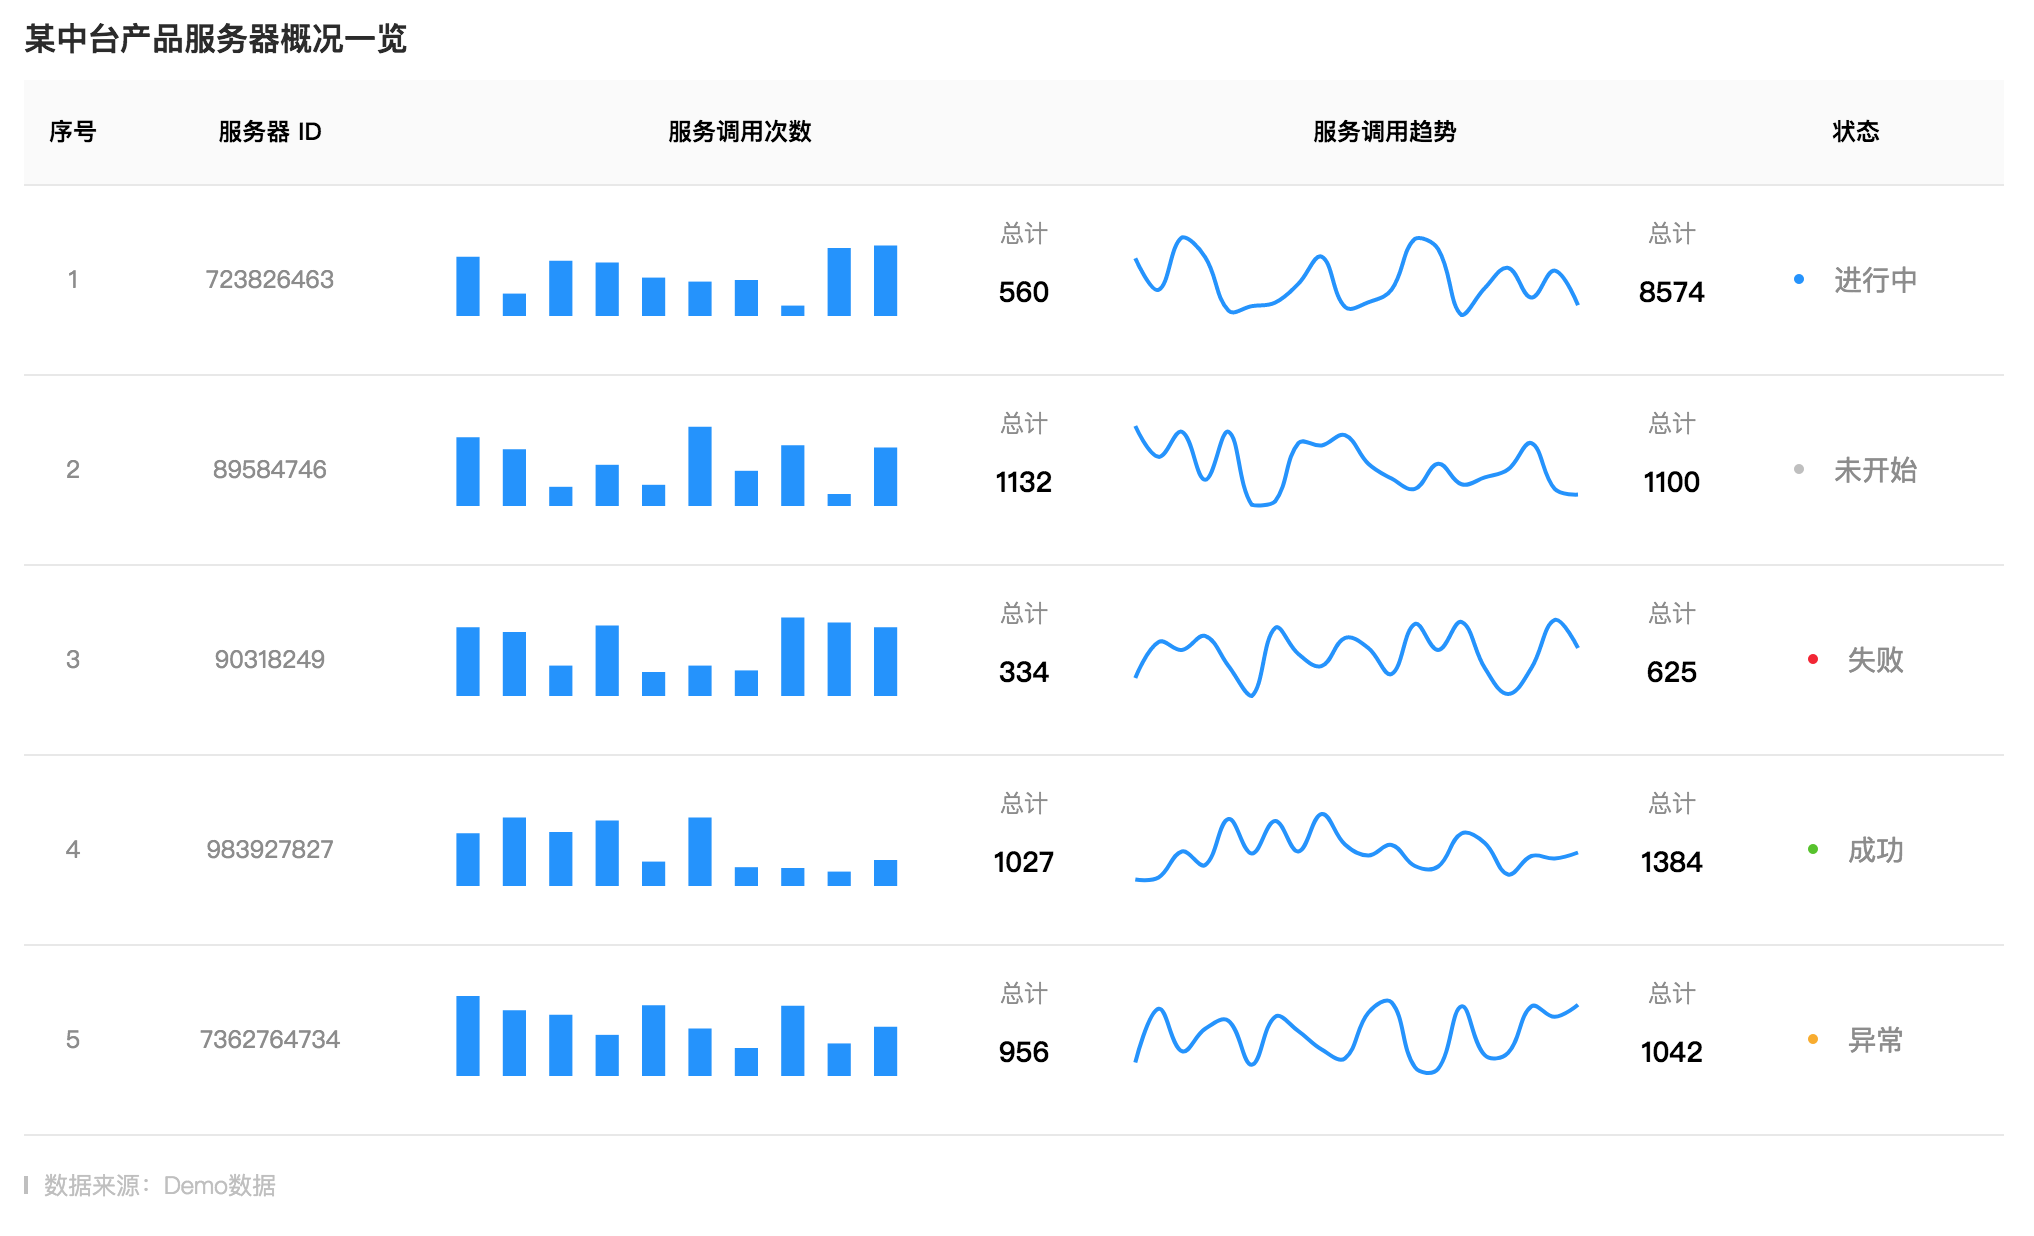 某中台产品服务器概况一览
序号 服务器 ID 服务调用次数 服务调用趋势 状态
总计 总计
1 723826463 560 8574 进行中
总计 总计
2 89584746 1132 1100 未开始
总计 总计
3 90318249 334 625 失败
总计 总计
4 983927827 1027 1384 成功
总计 总计
5 7362764734 956 1042 异常
数据来源：Demo数据